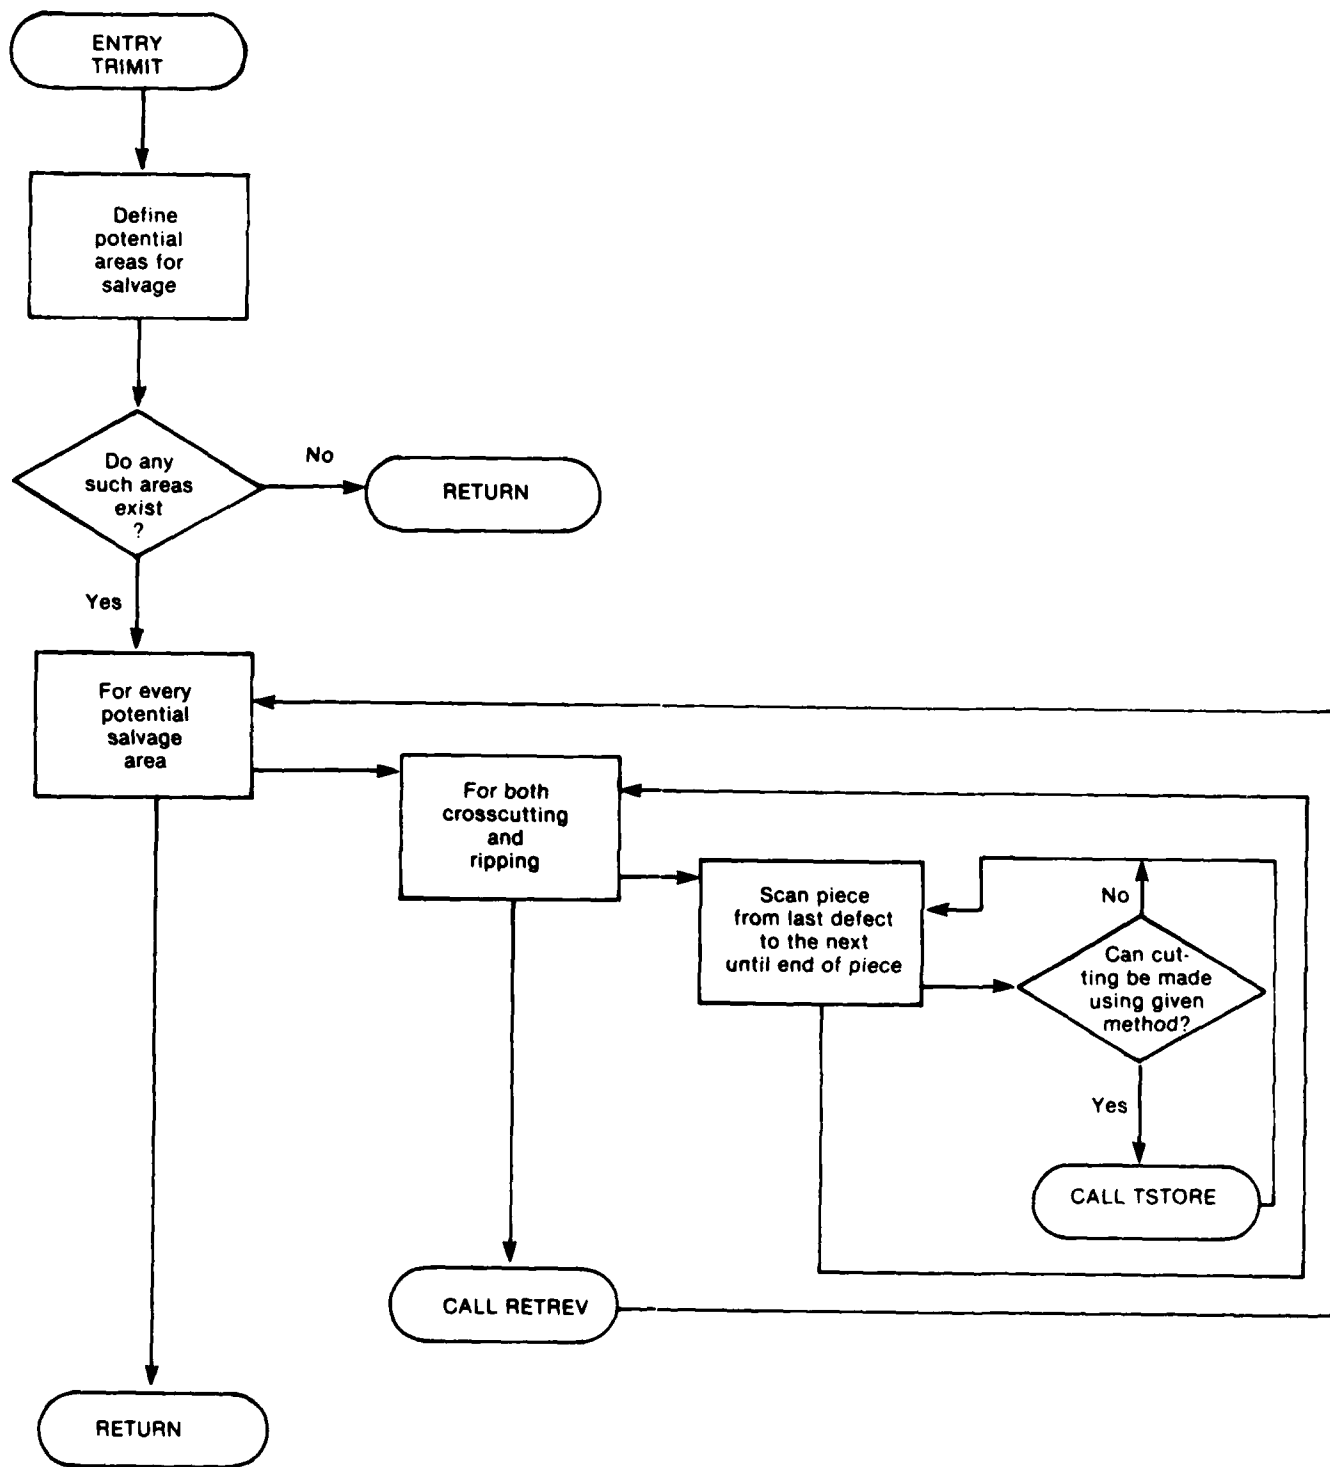 ENTRY
TRIMIT
Define
potential
areas for
salvage
Do any
such areas
exist
?
No
RETURN
Yes
For every
potential
salvage
area
For both
crosscutting
and
ripping
Scan piece
from last defect
to the next
until end of piece
No
Can cut-
ting be made
using given
method?
Yes
CALL TSTORE
CALL RETREV
RETURN